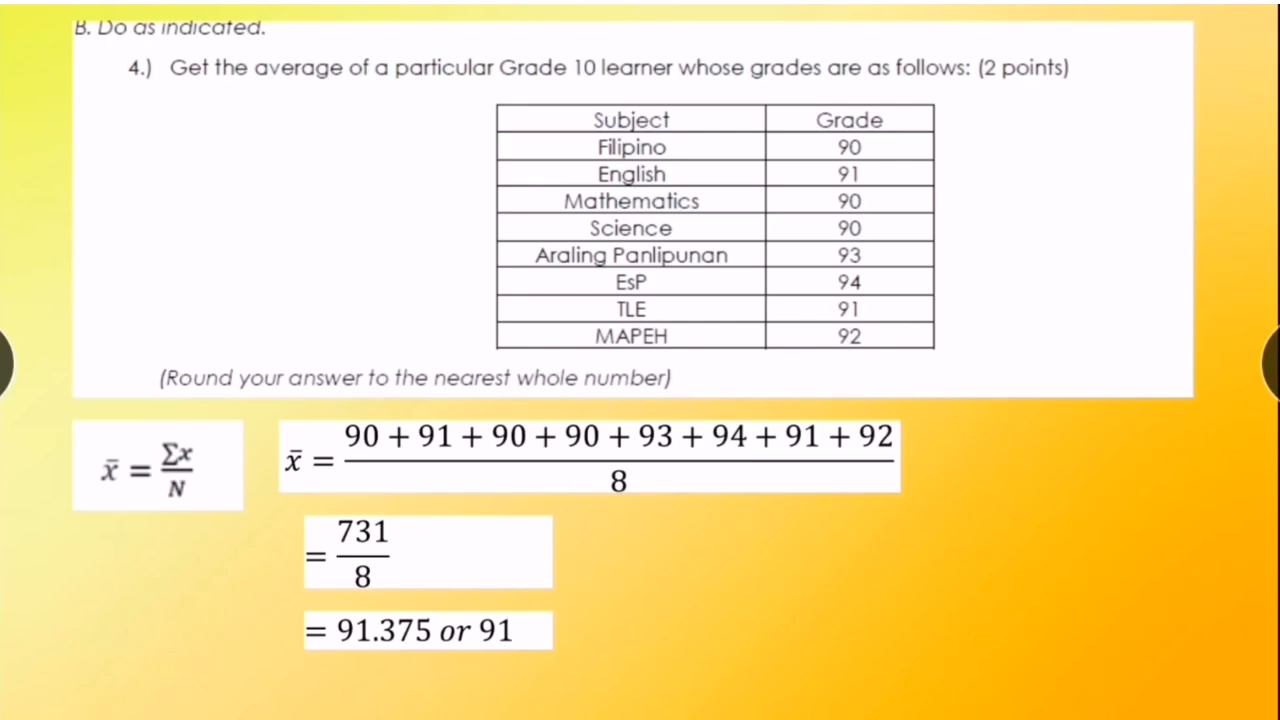 B. Do as indicated.
4.) Get the average of a particular Grade 10 learner whose grades are as follows: (2 points)
Subject Grade
Filipino 90
English 91
Mathematics 90
Science 90
Araling Panlipunan 93
EsP 94
TLE 91
MAPEH 92
(Round your answer to the nearest whole number)
x̄ = Σx/N
x̄ = (90 + 91 + 90 + 90 + 93 + 94 + 91 + 92)/8
= 731/8
= 91.375 or 91